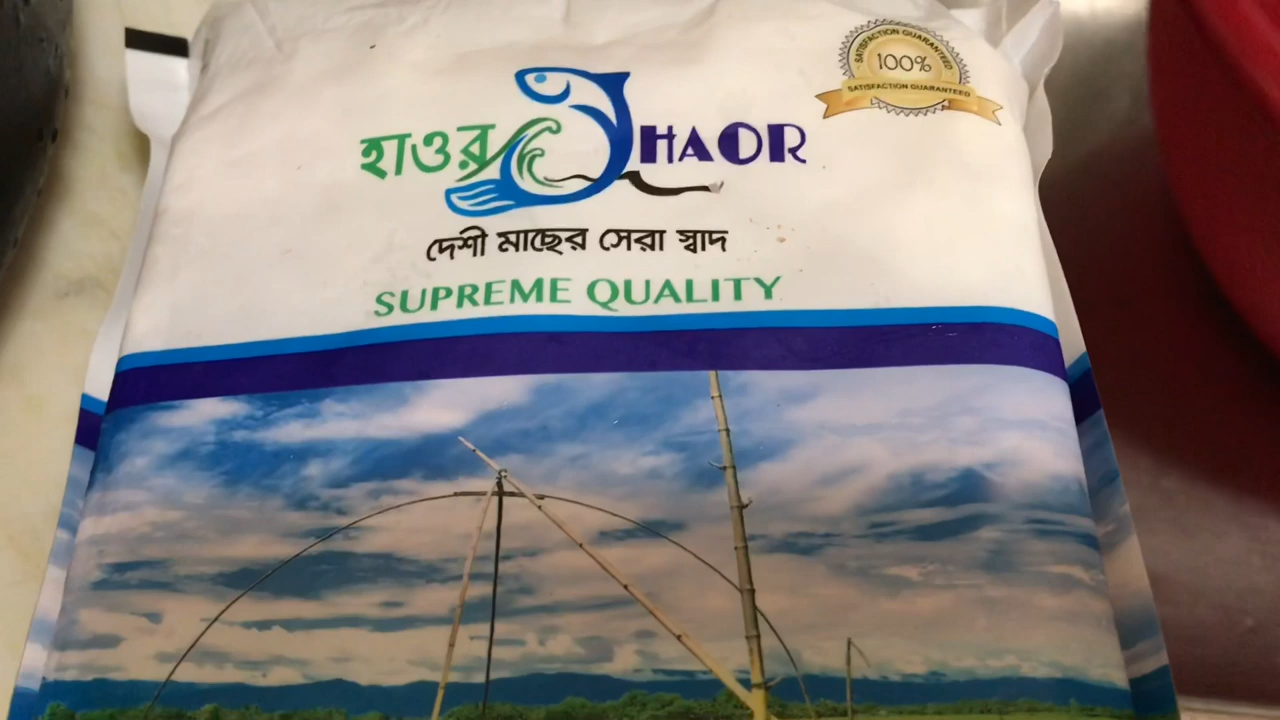 SATISFACTION GUARANTEED
100%
SATISFACTION GUARANTEED
হাওর HAOR
দেশী মাছের সেরা স্বাদ
SUPREME QUALITY